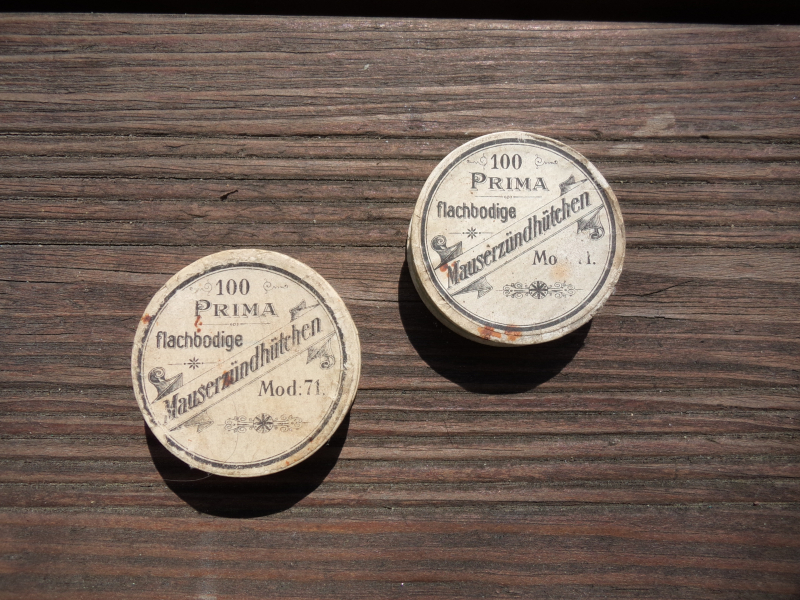 100
PRIMA
flachbodige
Mauserzündhütchen
Mod:71.
100
PRIMA
flachbodige
Mauserzündhütchen